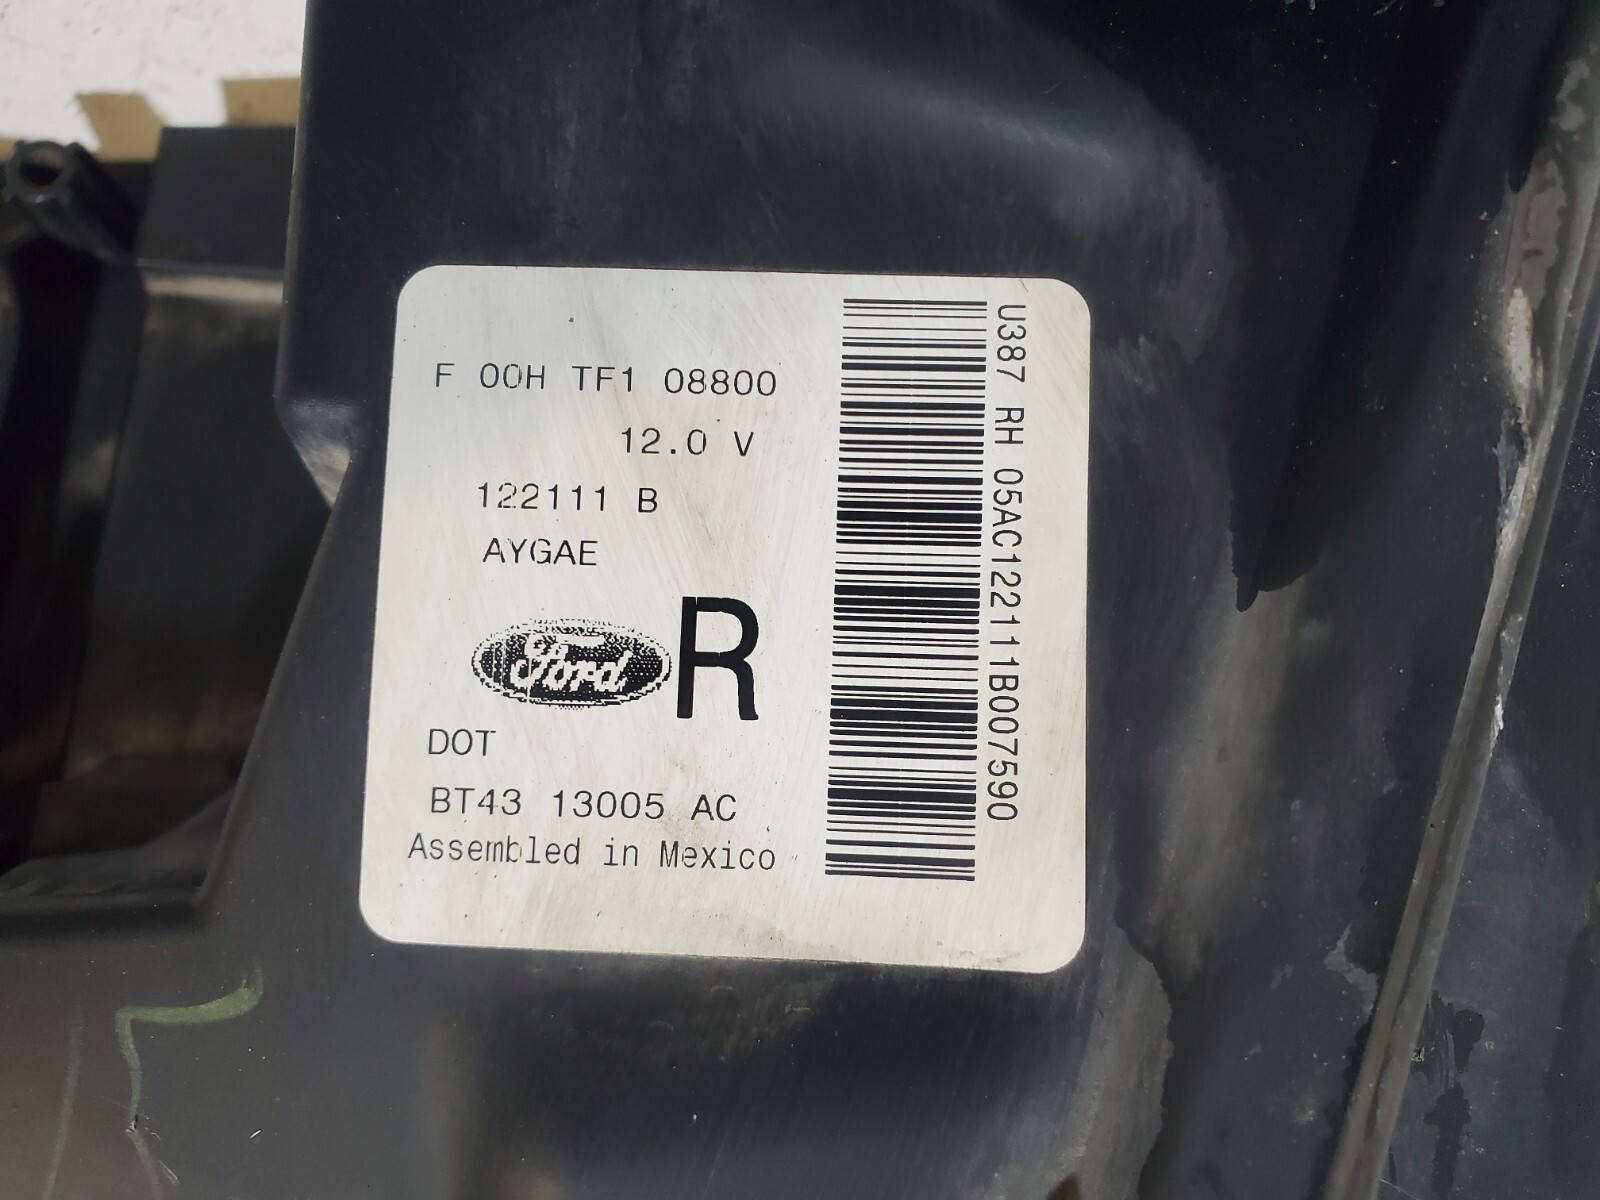 F 00H TF1 08800
12.0 V
122111 B
AYGAE
Ford R
DOT
BT43 13005 AC
Assembled in Mexico
U387 RH 05AC122111B007590